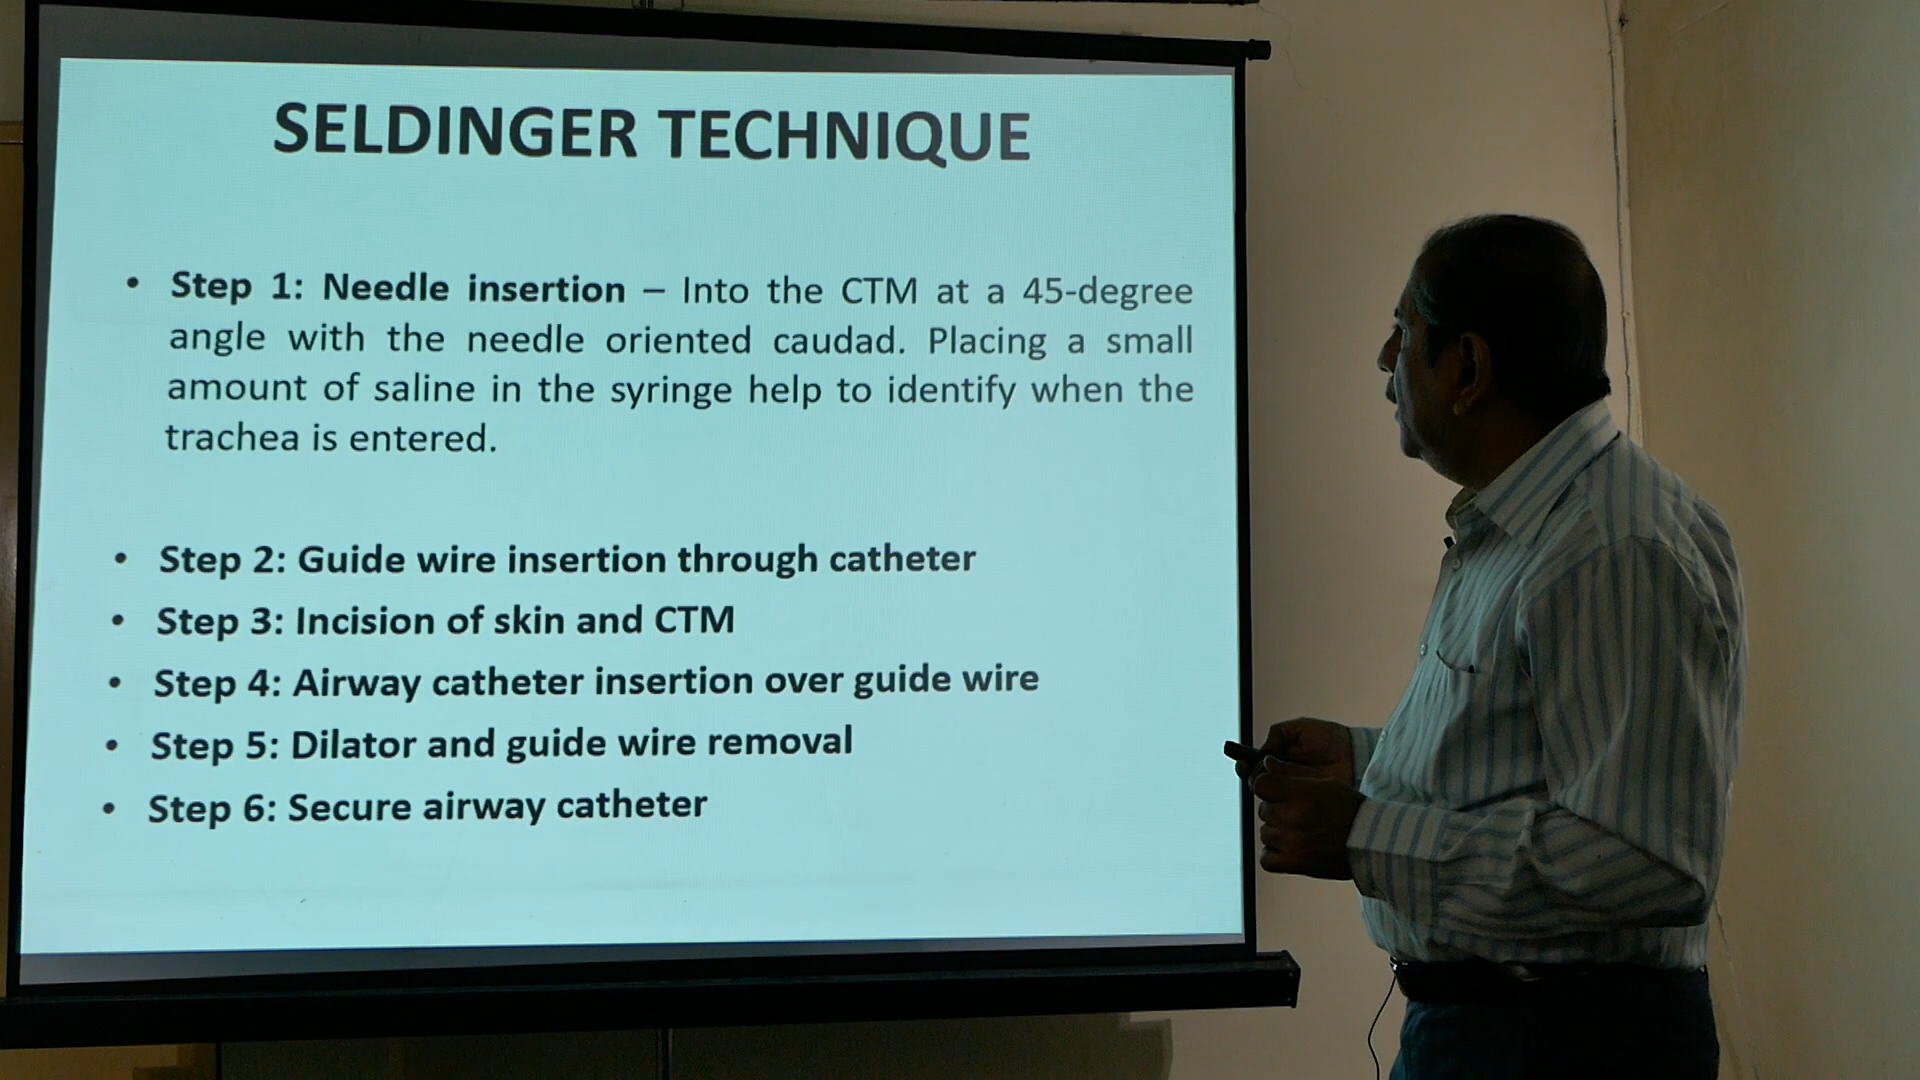 SELDINGER TECHNIQUE
• Step 1: Needle insertion – Into the CTM at a 45-degree
angle with the needle oriented caudad. Placing a small
amount of saline in the syringe help to identify when the
trachea is entered.
• Step 2: Guide wire insertion through catheter
• Step 3: Incision of skin and CTM
• Step 4: Airway catheter insertion over guide wire
• Step 5: Dilator and guide wire removal
• Step 6: Secure airway catheter